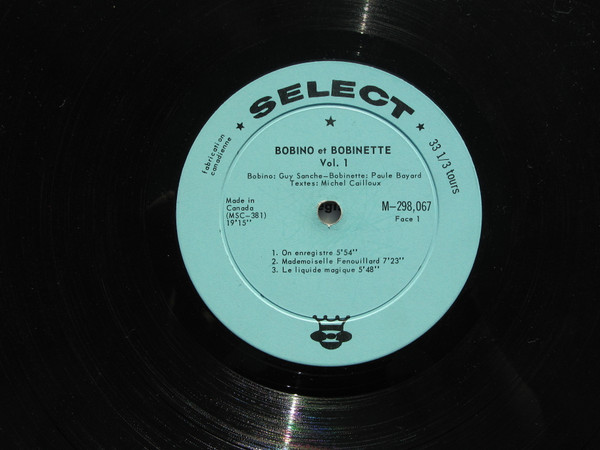 ★ SELECT ★
★
fabrication
canadienne
33 1/3 tours
BOBINO et BOBINETTE
Vol. 1
Bobino: Guy Sanche-Bobinette: Paule Bayard
Textes: Michel Cailloux
Made in
Canada
(MSC-381)
19'15''
M-298,067
Face 1
1. On enregistre 5'54''
2. Mademoiselle Fenouillard 7'23''
3. Le liquide magique 5'48''